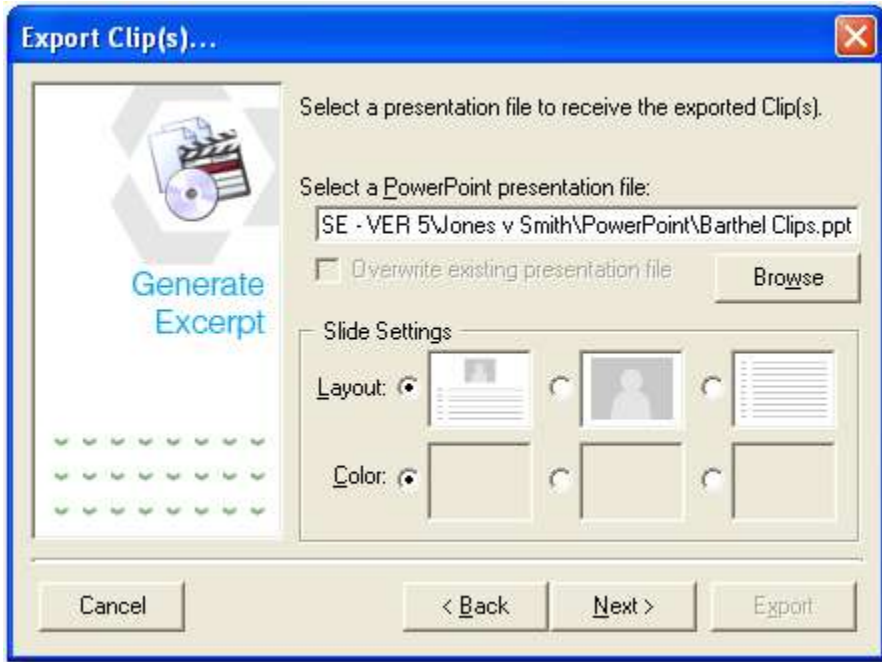 Export Clip(s)...
Select a presentation file to receive the exported Clip(s).
Select a PowerPoint presentation file:
SE - VER 5\Jones v Smith\PowerPoint\Barthel Clips.ppt
Overwrite existing presentation file
Browse
Generate
Excerpt
Slide Settings
Layout:
Color:
Cancel
< Back
Next >
Export